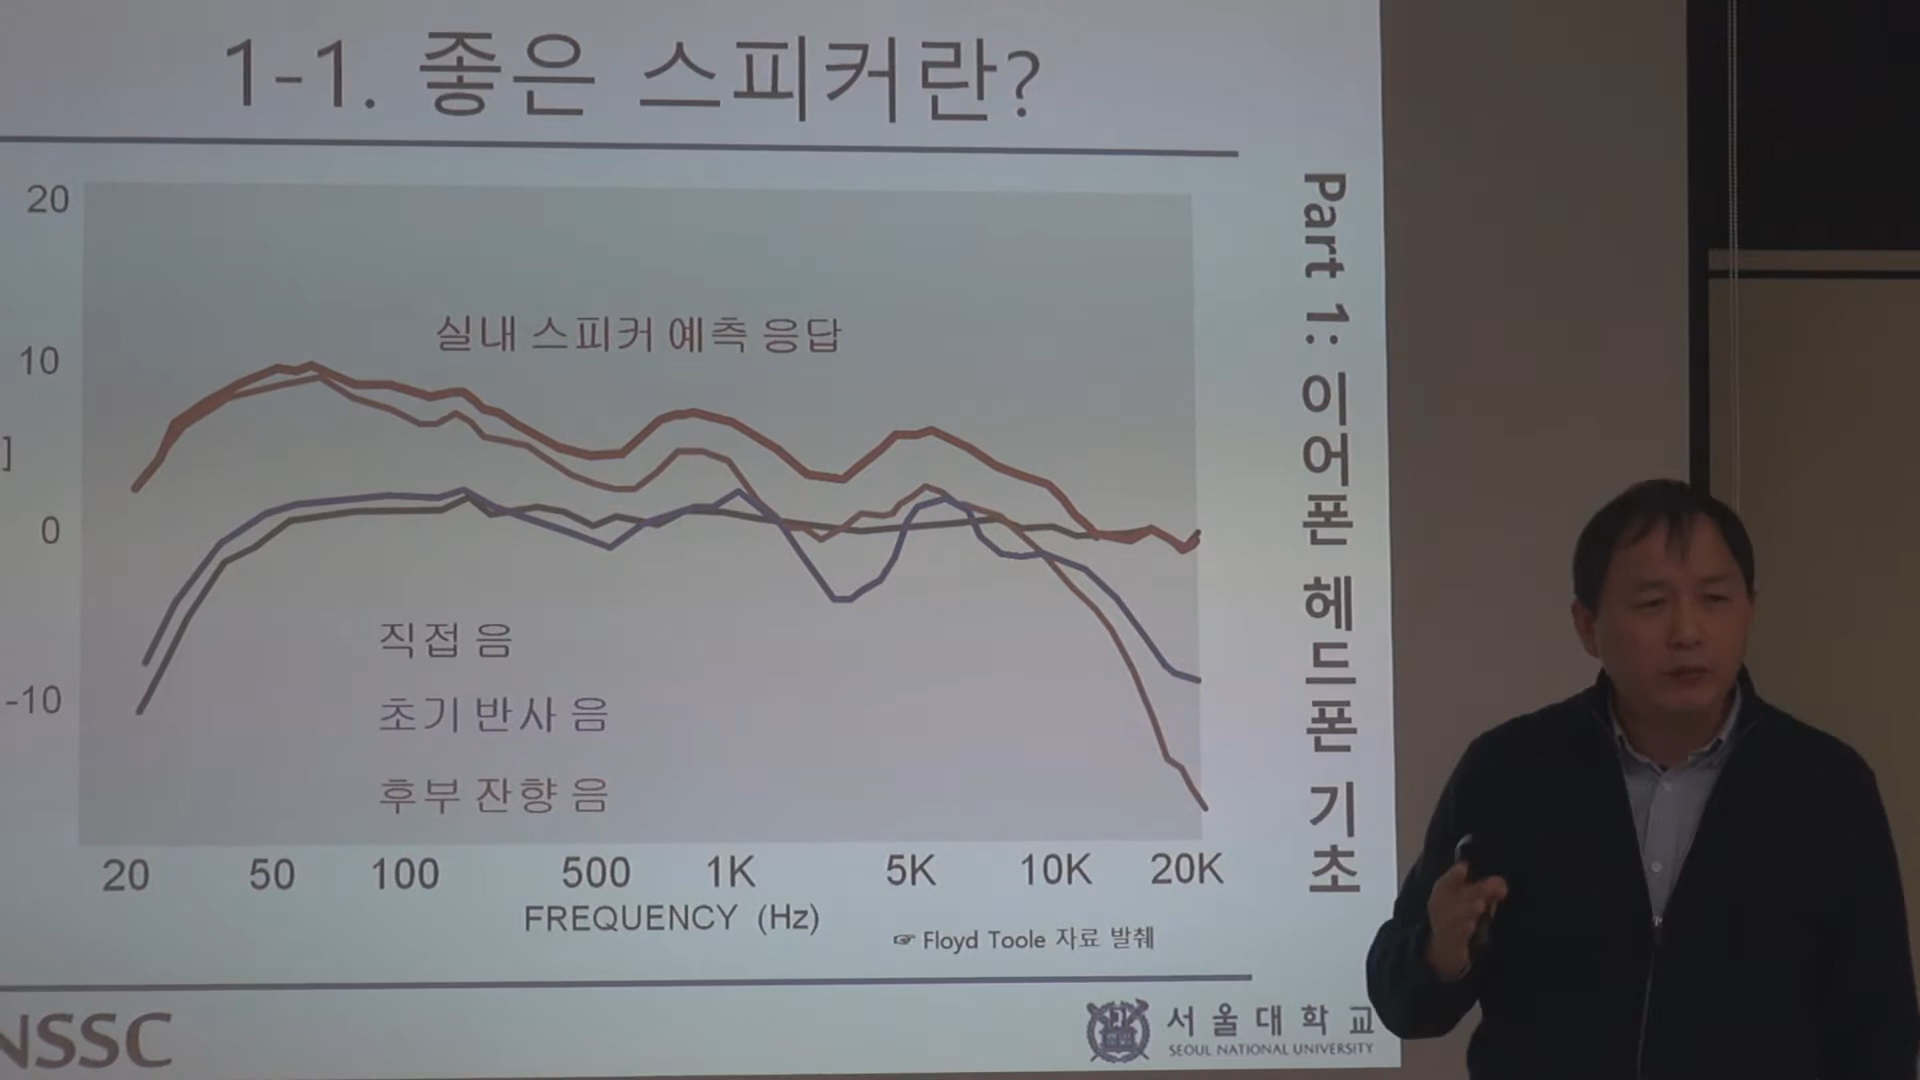 1-1. 좋은 스피커란?
20
10
0
-10
]
실내 스피커 예측 응답
직접 음
초기 반사 음
후부 잔향 음
20 50 100 500 1K 5K 10K 20K
FREQUENCY (Hz)
☞ Floyd Toole 자료 발췌
Part 1: 이어폰 헤드폰 기초
NSSC
서울대학교
SEOUL NATIONAL UNIVERSITY